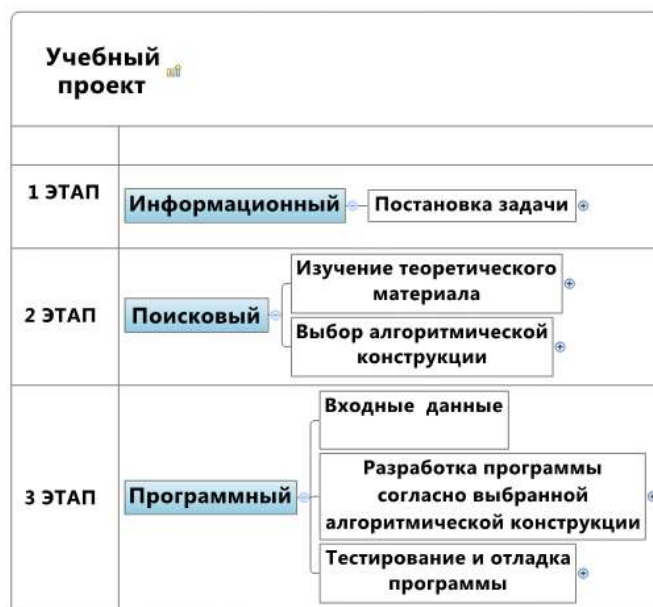 Учебный
проект
1 ЭТАП
Информационный
Постановка задачи
2 ЭТАП
Поисковый
Изучение теоретического
материала
Выбор алгоритмической
конструкции
3 ЭТАП
Программный
Входные данные
Разработка программы
согласно выбранной
алгоритмической конструкции
Тестирование и отладка
программы